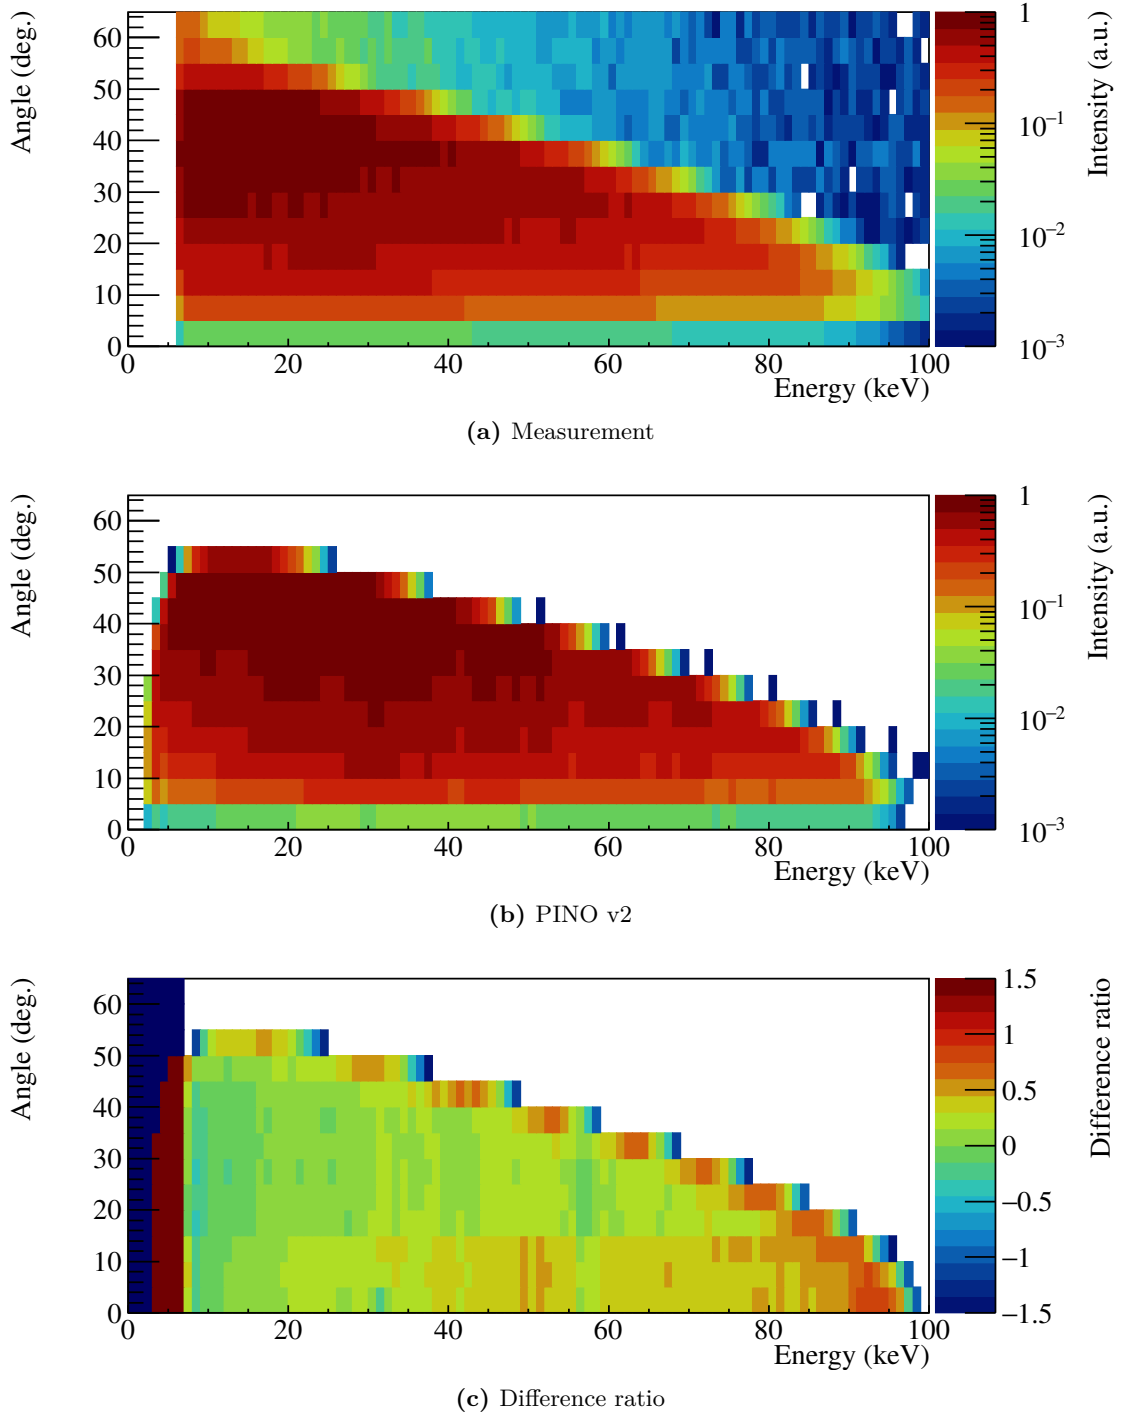 Angle (deg.)
60
50
40
30
20
10
0
0 20 40 60 80 100
Energy (keV)
1
10⁻¹
10⁻²
10⁻³
Intensity (a.u.)
(a) Measurement
Angle (deg.)
60
50
40
30
20
10
0
0 20 40 60 80 100
Energy (keV)
1
10⁻¹
10⁻²
10⁻³
Intensity (a.u.)
(b) PINO v2
Angle (deg.)
60
50
40
30
20
10
0
0 20 40 60 80 100
Energy (keV)
1.5
1
0.5
0
−0.5
−1
−1.5
Difference ratio
(c) Difference ratio